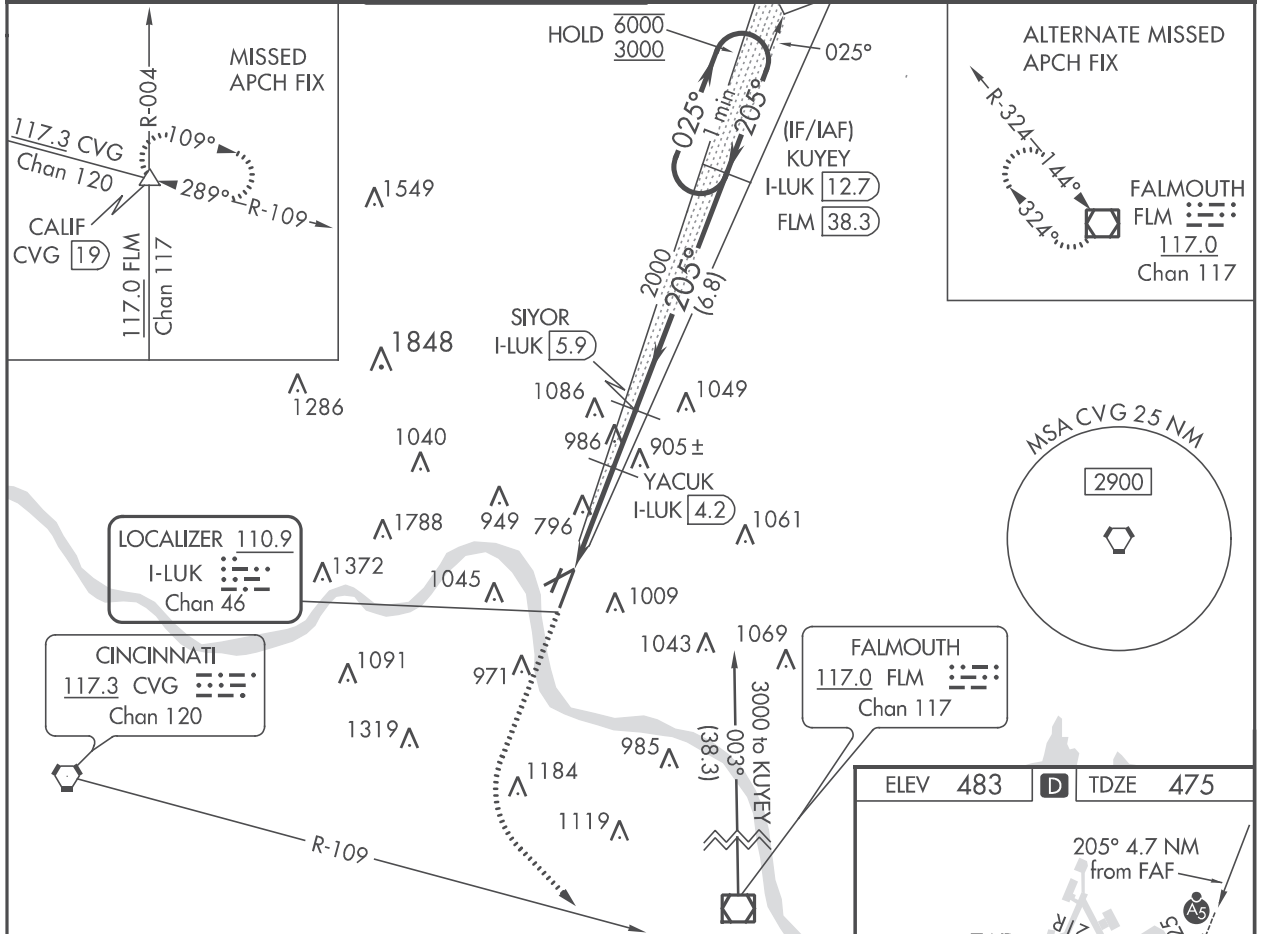 MISSED
APCH FIX
R-004
117.3 CVG
Chan 120
109°
289°
R-109
CALIF
CVG 19
117.0 FLM
Chan 117
HOLD 6000
3000
025°
025°
1 min
205°
(IF/IAF)
KUYEY
I-LUK 12.7
FLM 38.3
2000
205°
(6.8)
ALTERNATE MISSED
APCH FIX
R-324
144°
324°
FALMOUTH
FLM
117.0
Chan 117
1549
1848
1286
SIYOR
I-LUK 5.9
1086
1049
1040
986
905 ±
YACUK
I-LUK 4.2
949
796
1788
1061
MSA CVG 25 NM
2900
LOCALIZER 110.9
I-LUK
Chan 46
1372
1045
1009
1043
1069
CINCINNATI
117.3 CVG
Chan 120
1091
971
FALMOUTH
117.0 FLM
Chan 117
1319
985
1184
1119
3000 to KUYEY
003°
(38.3)
R-109
ELEV 483 D TDZE 475
205° 4.7 NM
from FAF
A5